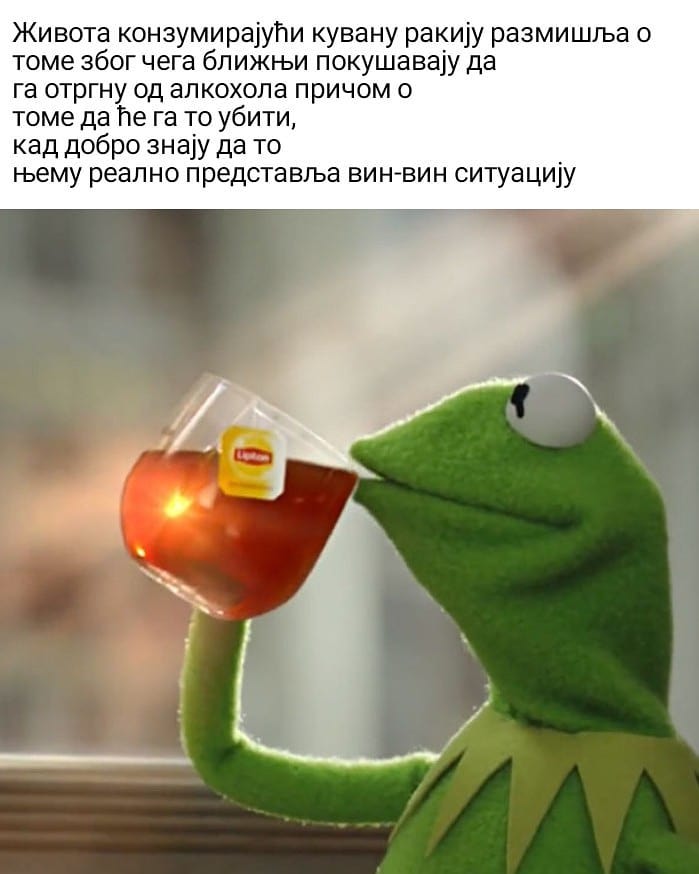 Живота конзумирајући кувану ракију размишља о
томе због чега ближњи покушавају да
га отргну од алкохола причом о
томе да ће га то убити,
кад добро знају да то
њему реално представља вин-вин ситуацију
Lipton